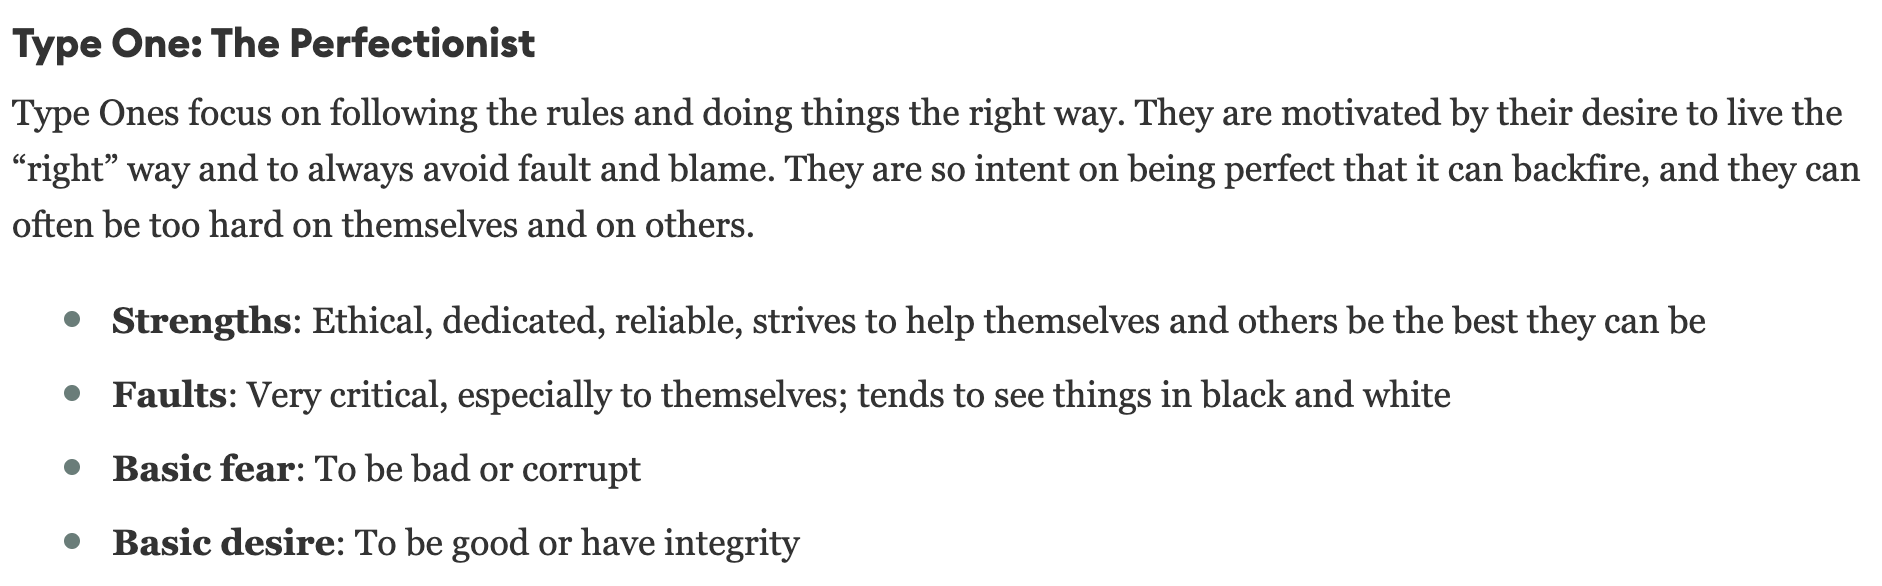 Type One: The Perfectionist
Type Ones focus on following the rules and doing things the right way. They are motivated by their desire to live the
“right” way and to always avoid fault and blame. They are so intent on being perfect that it can backfire, and they can
often be too hard on themselves and on others.
• Strengths: Ethical, dedicated, reliable, strives to help themselves and others be the best they can be
• Faults: Very critical, especially to themselves; tends to see things in black and white
• Basic fear: To be bad or corrupt
• Basic desire: To be good or have integrity